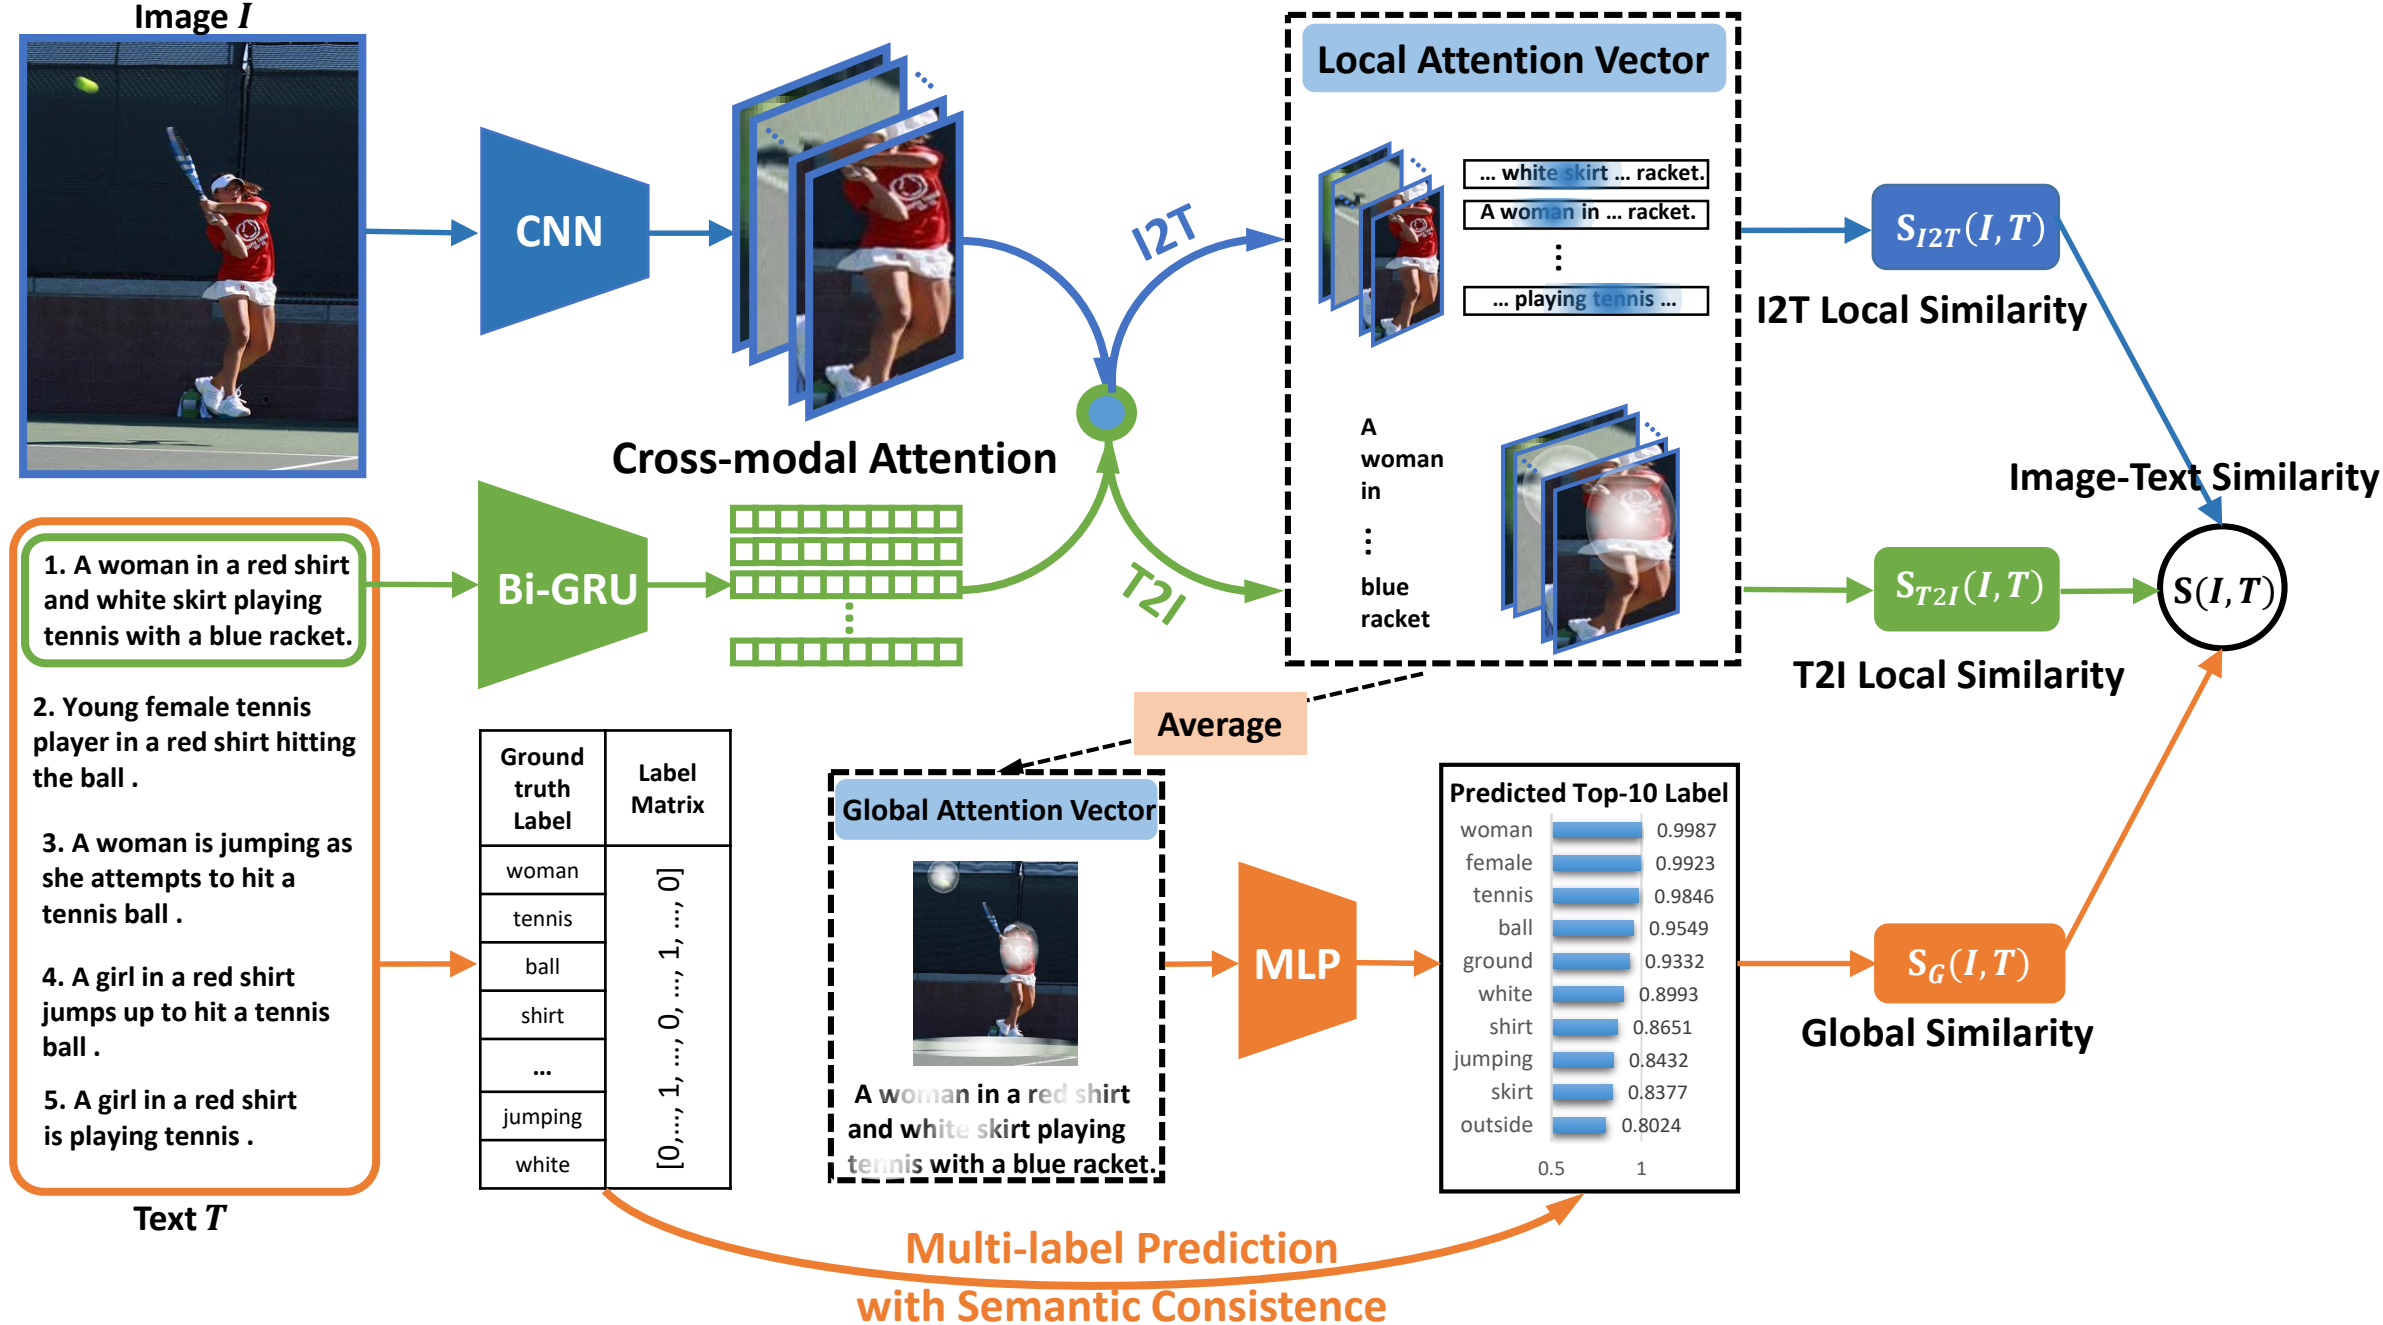 Image I
CNN
Cross-modal Attention
I2T
T2I
Local Attention Vector
... white skirt ... racket.
A woman in ... racket.
⋮
... playing tennis ...
A
woman
in
⋮
blue
racket
S_{I2T}(I, T)
I2T Local Similarity
Image-Text Similarity
S_{T2I}(I, T)
S(I, T)
T2I Local Similarity
1. A woman in a red shirt
and white skirt playing
tennis with a blue racket.
2. Young female tennis
player in a red shirt hitting
the ball .
3. A woman is jumping as
she attempts to hit a
tennis ball .
4. A girl in a red shirt
jumps up to hit a tennis
ball .
5. A girl in a red shirt
is playing tennis .
Text T
Bi-GRU
Ground
truth
Label
Label
Matrix
woman
tennis
ball
shirt
...
jumping
white
[0,..., 1, ..., 0, ..., 1, ..., 0]
Average
Global Attention Vector
A woman in a red shirt
and white skirt playing
tennis with a blue racket.
MLP
Predicted Top-10 Label
woman 0.9987
female 0.9923
tennis 0.9846
ball 0.9549
ground 0.9332
white 0.8993
shirt 0.8651
jumping 0.8432
skirt 0.8377
outside 0.8024
0.5 1
S_G(I, T)
Global Similarity
Multi-label Prediction
with Semantic Consistence